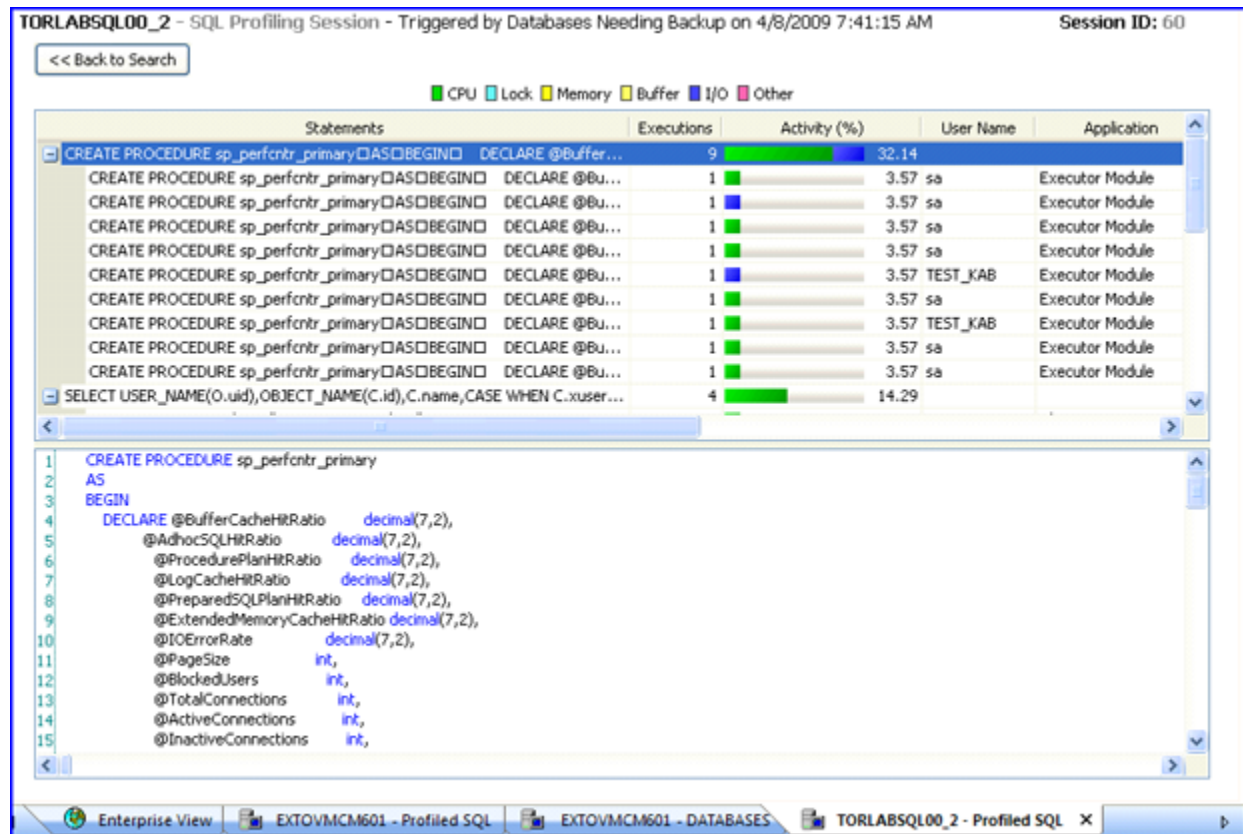 TORLABSQL00_2 - SQL Profiling Session - Triggered by Databases Needing Backup on 4/8/2009 7:41:15 AM Session ID: 60
<< Back to Search
CPU Lock Memory Buffer I/O Other
Statements Executions Activity (%) User Name Application
CREATE PROCEDURE sp_perfcntr_primary□AS□BEGIN□ DECLARE @Buffer... 9 32.14
CREATE PROCEDURE sp_perfcntr_primary□AS□BEGIN□ DECLARE @Bu... 1 3.57 sa Executor Module
CREATE PROCEDURE sp_perfcntr_primary□AS□BEGIN□ DECLARE @Bu... 1 3.57 sa Executor Module
CREATE PROCEDURE sp_perfcntr_primary□AS□BEGIN□ DECLARE @Bu... 1 3.57 sa Executor Module
CREATE PROCEDURE sp_perfcntr_primary□AS□BEGIN□ DECLARE @Bu... 1 3.57 sa Executor Module
CREATE PROCEDURE sp_perfcntr_primary□AS□BEGIN□ DECLARE @Bu... 1 3.57 TEST_KAB Executor Module
CREATE PROCEDURE sp_perfcntr_primary□AS□BEGIN□ DECLARE @Bu... 1 3.57 sa Executor Module
CREATE PROCEDURE sp_perfcntr_primary□AS□BEGIN□ DECLARE @Bu... 1 3.57 TEST_KAB Executor Module
CREATE PROCEDURE sp_perfcntr_primary□AS□BEGIN□ DECLARE @Bu... 1 3.57 sa Executor Module
CREATE PROCEDURE sp_perfcntr_primary□AS□BEGIN□ DECLARE @Bu... 1 3.57 sa Executor Module
SELECT USER_NAME(O.uid),OBJECT_NAME(C.id),C.name,CASE WHEN C.xuser... 4 14.29
1 CREATE PROCEDURE sp_perfcntr_primary
2 AS
3 BEGIN
4 DECLARE @BufferCacheHitRatio decimal(7,2),
5 @AdhocSQLHitRatio decimal(7,2),
6 @ProcedurePlanHitRatio decimal(7,2),
7 @LogCacheHitRatio decimal(7,2),
8 @PreparedSQLPlanHitRatio decimal(7,2),
9 @ExtendedMemoryCacheHitRatio decimal(7,2),
10 @IOErrorRate decimal(7,2),
11 @PageSize int,
12 @BlockedUsers int,
13 @TotalConnections int,
14 @ActiveConnections int,
15 @InactiveConnections int,
Enterprise View EXTOVMCM601 - Profiled SQL EXTOVMCM601 - DATABASES TORLABSQL00_2 - Profiled SQL ×